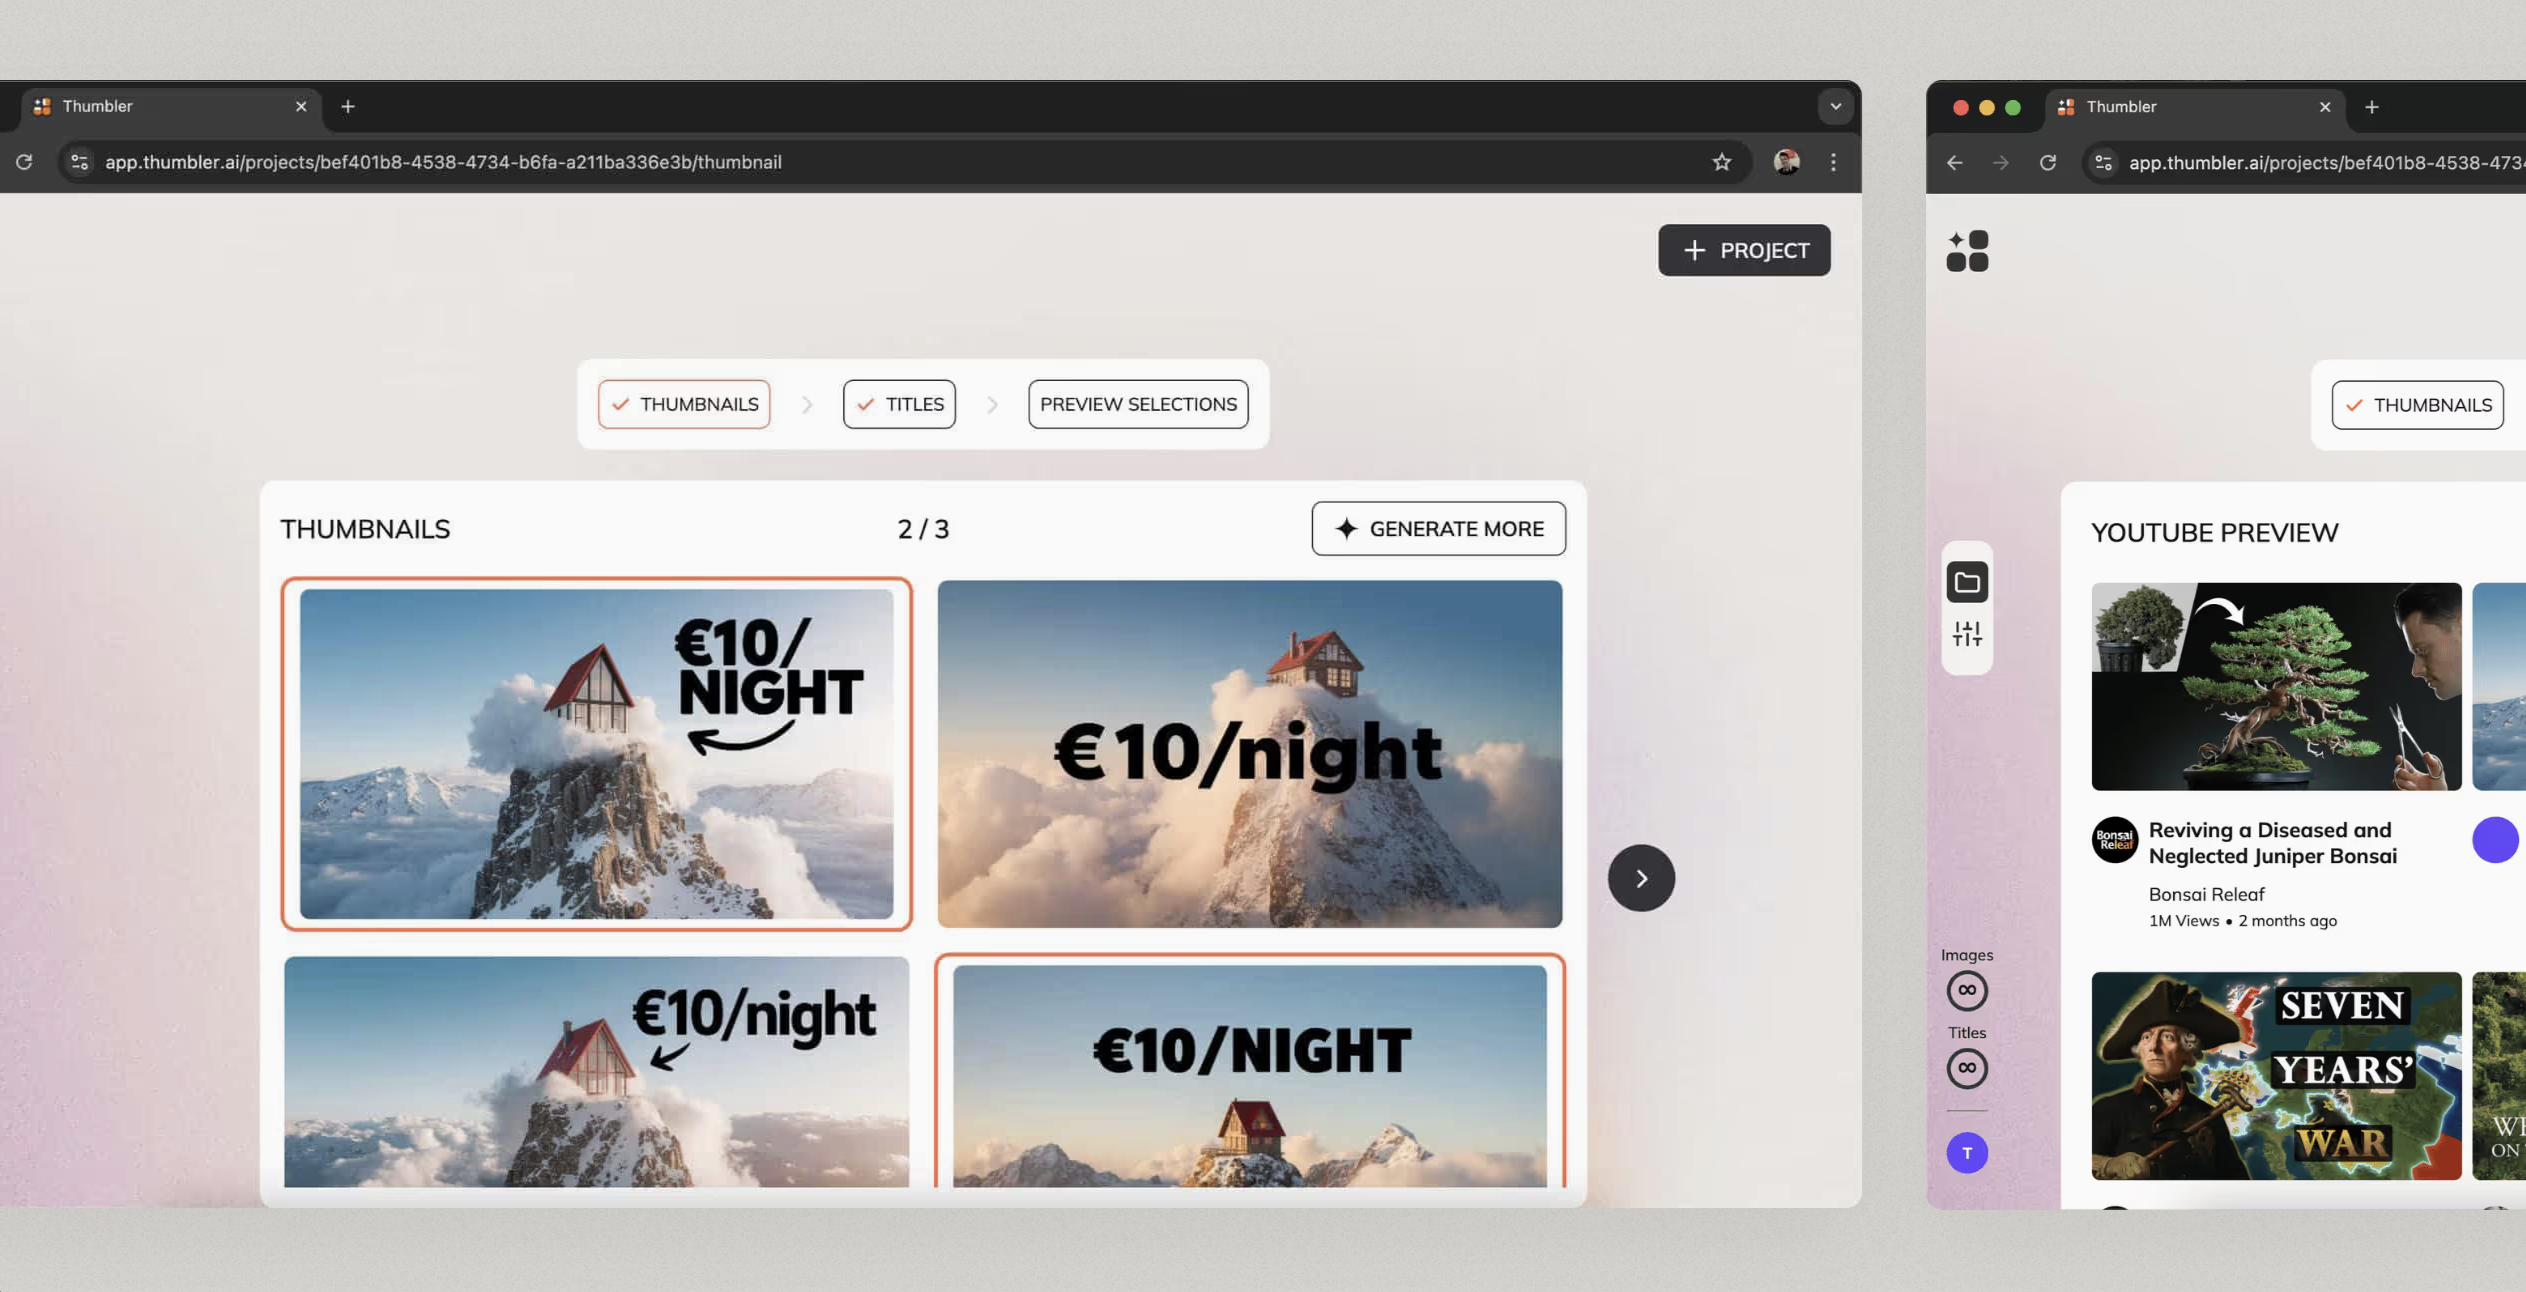 Thumbler
app.thumbler.ai/projects/bef401b8-4538-4734-b6fa-a211ba336e3b/thumbnail
PROJECT
THUMBNAILS
TITLES
PREVIEW SELECTIONS
THUMBNAILS
2 / 3
GENERATE MORE
€10/
NIGHT
€10/night
€10/night
€10/NIGHT
Thumbler
app.thumbler.ai/projects/bef401b8-4538-4734
THUMBNAILS
YOUTUBE PREVIEW
Bonsai
Releaf
Reviving a Diseased and
Neglected Juniper Bonsai
Bonsai Releaf
1M Views • 2 months ago
Images
∞
Titles
∞
T
SEVEN
YEARS'
WAR
ON